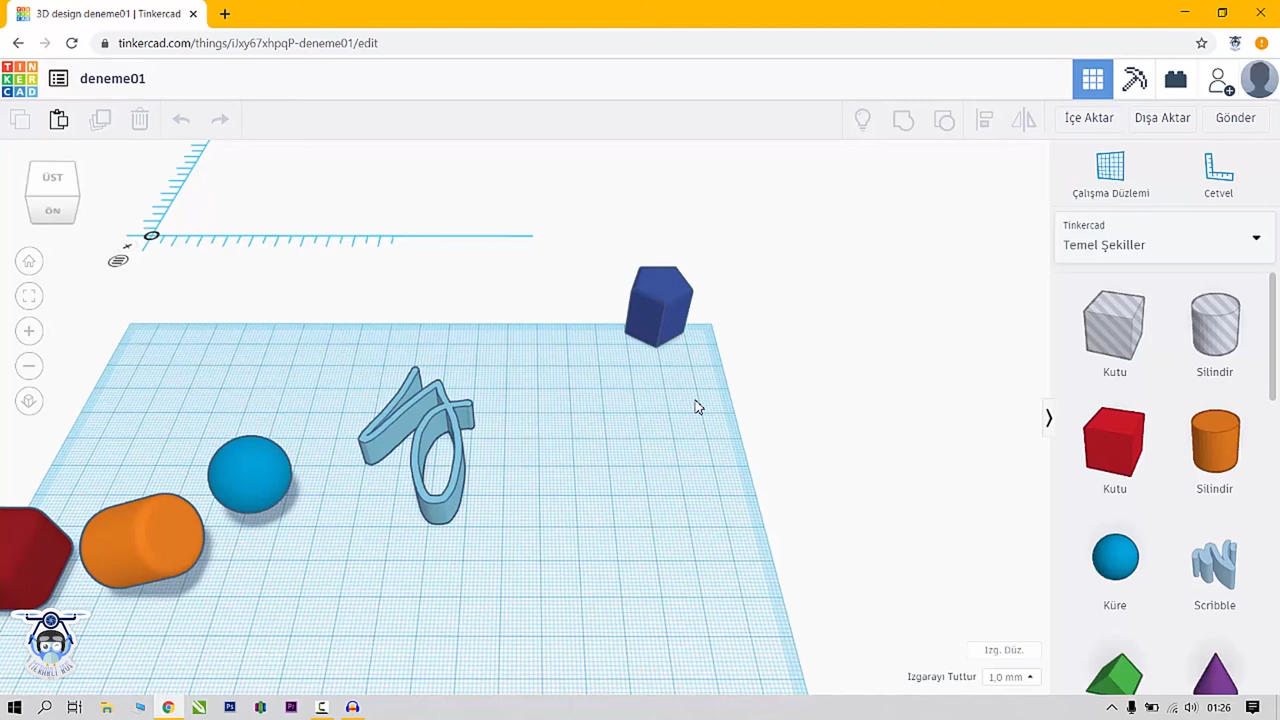 3D design deneme01 | Tinkercad
tinkercad.com/things/iJxy67xhpqP-deneme01/edit
TIN
KER
CAD
deneme01
İçe Aktar
Dışa Aktar
Gönder
ÜST
ÖN
Çalışma Düzlemi
Cetvel
Tinkercad
Temel Şekiller
Kutu
Silindir
Kutu
Silindir
Küre
Scribble
Izg. Düz.
Izgarayı Tuttur
1,0 mm
01:26